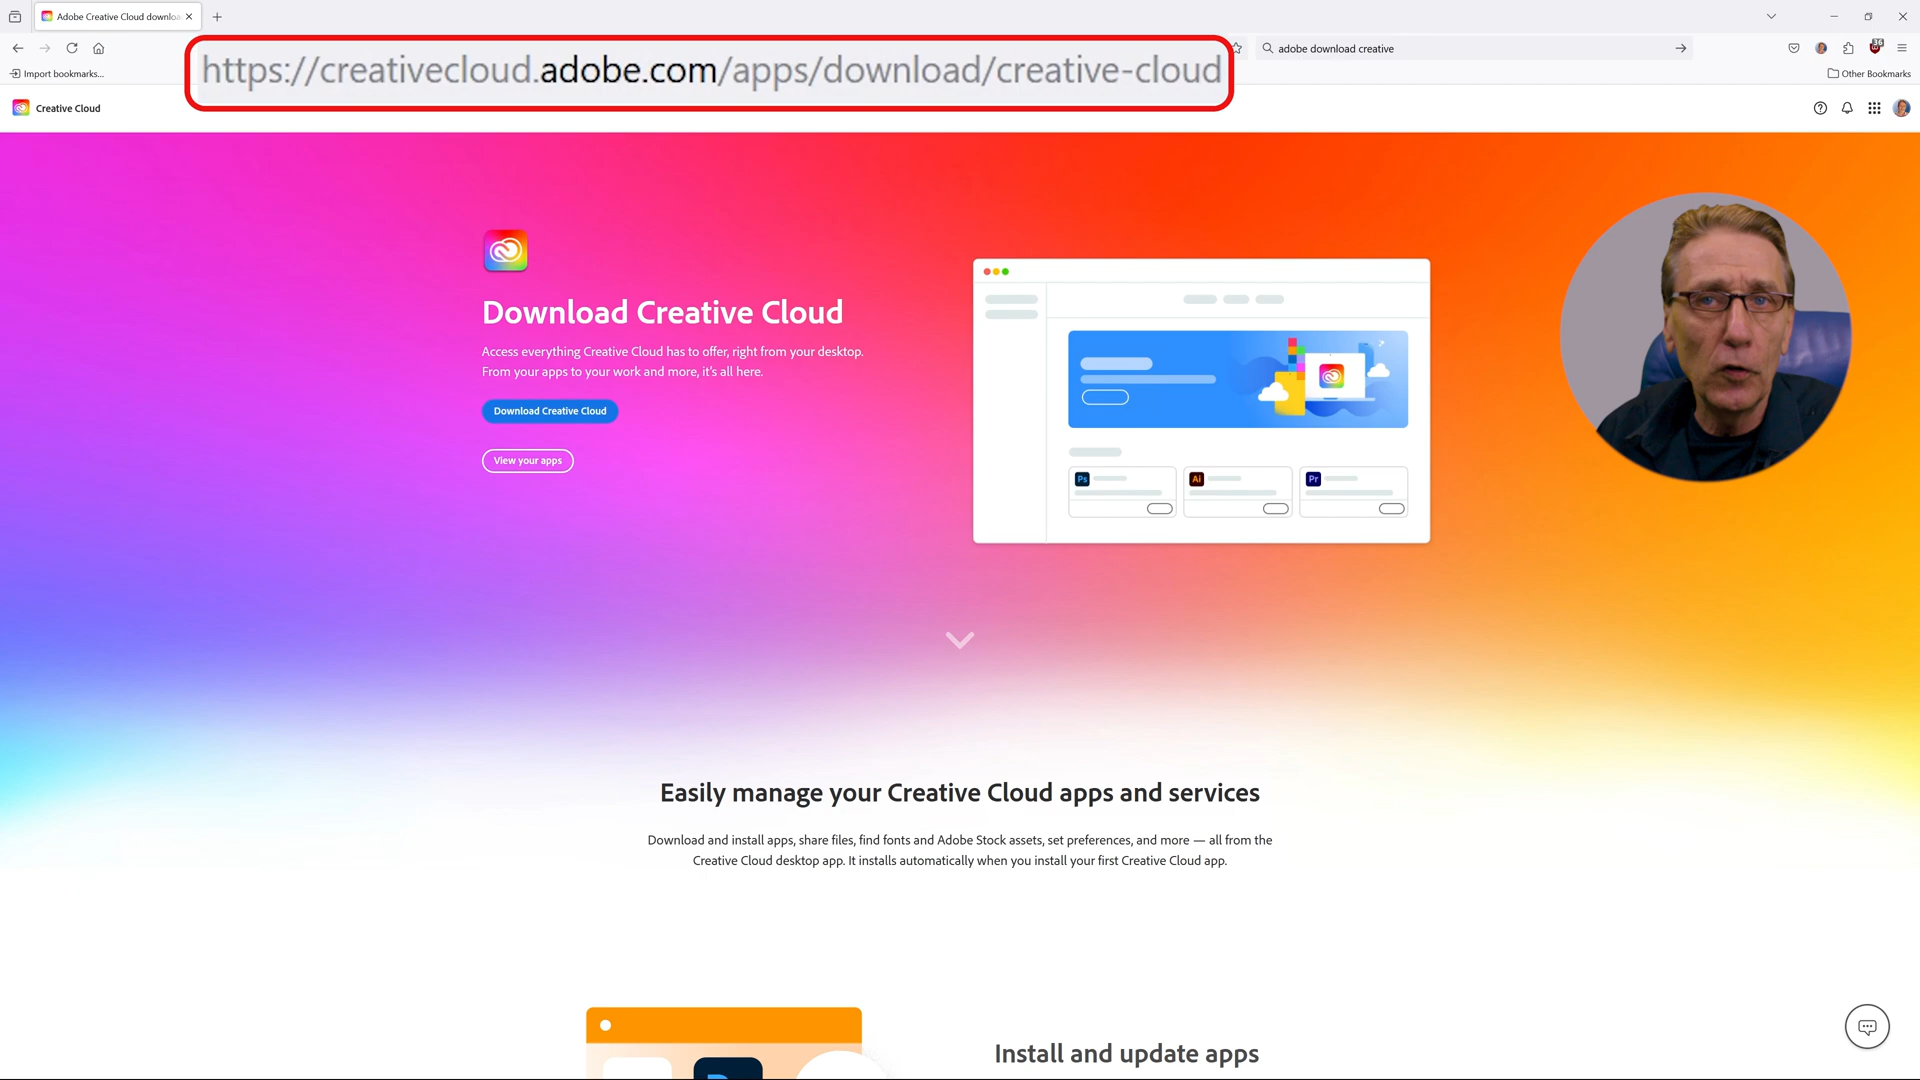 Adobe Creative Cloud downloa
https://creativecloud.adobe.com/apps/download/creative-cloud
adobe download creative
36
Import bookmarks...
Other Bookmarks
Creative Cloud
Download Creative Cloud
Access everything Creative Cloud has to offer, right from your desktop.
From your apps to your work and more, it's all here.
Download Creative Cloud
View your apps
Ps
Ai
Pr
Easily manage your Creative Cloud apps and services
Download and install apps, share files, find fonts and Adobe Stock assets, set preferences, and more — all from the
Creative Cloud desktop app. It installs automatically when you install your first Creative Cloud app.
Install and update apps